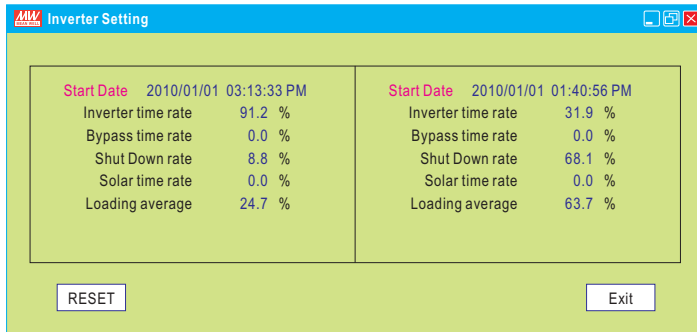 MW MEAN WELL Inverter Setting
Start Date 2010/01/01 03:13:33 PM
Inverter time rate 91.2 %
Bypass time rate 0.0 %
Shut Down rate 8.8 %
Solar time rate 0.0 %
Loading average 24.7 %
Start Date 2010/01/01 01:40:56 PM
Inverter time rate 31.9 %
Bypass time rate 0.0 %
Shut Down rate 68.1 %
Solar time rate 0.0 %
Loading average 63.7 %
RESET
Exit